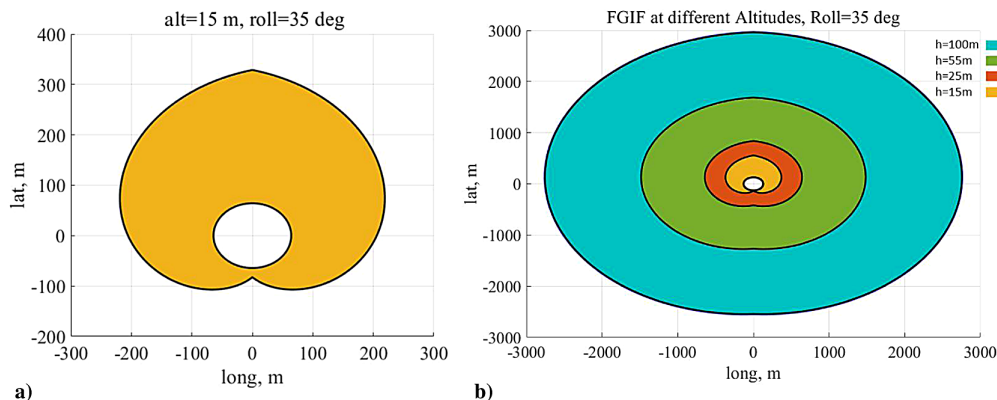 alt=15 m, roll=35 deg
400
300
200
100
0
-100
-200
lat, m
-300
-200
-100
0
100
200
300
long, m
a)
FGIF at different Altitudes, Roll=35 deg
3000
2000
1000
0
-1000
-2000
-3000
lat, m
-3000
-2000
-1000
0
1000
2000
3000
long, m
h=100m
h=55m
h=25m
h=15m
b)